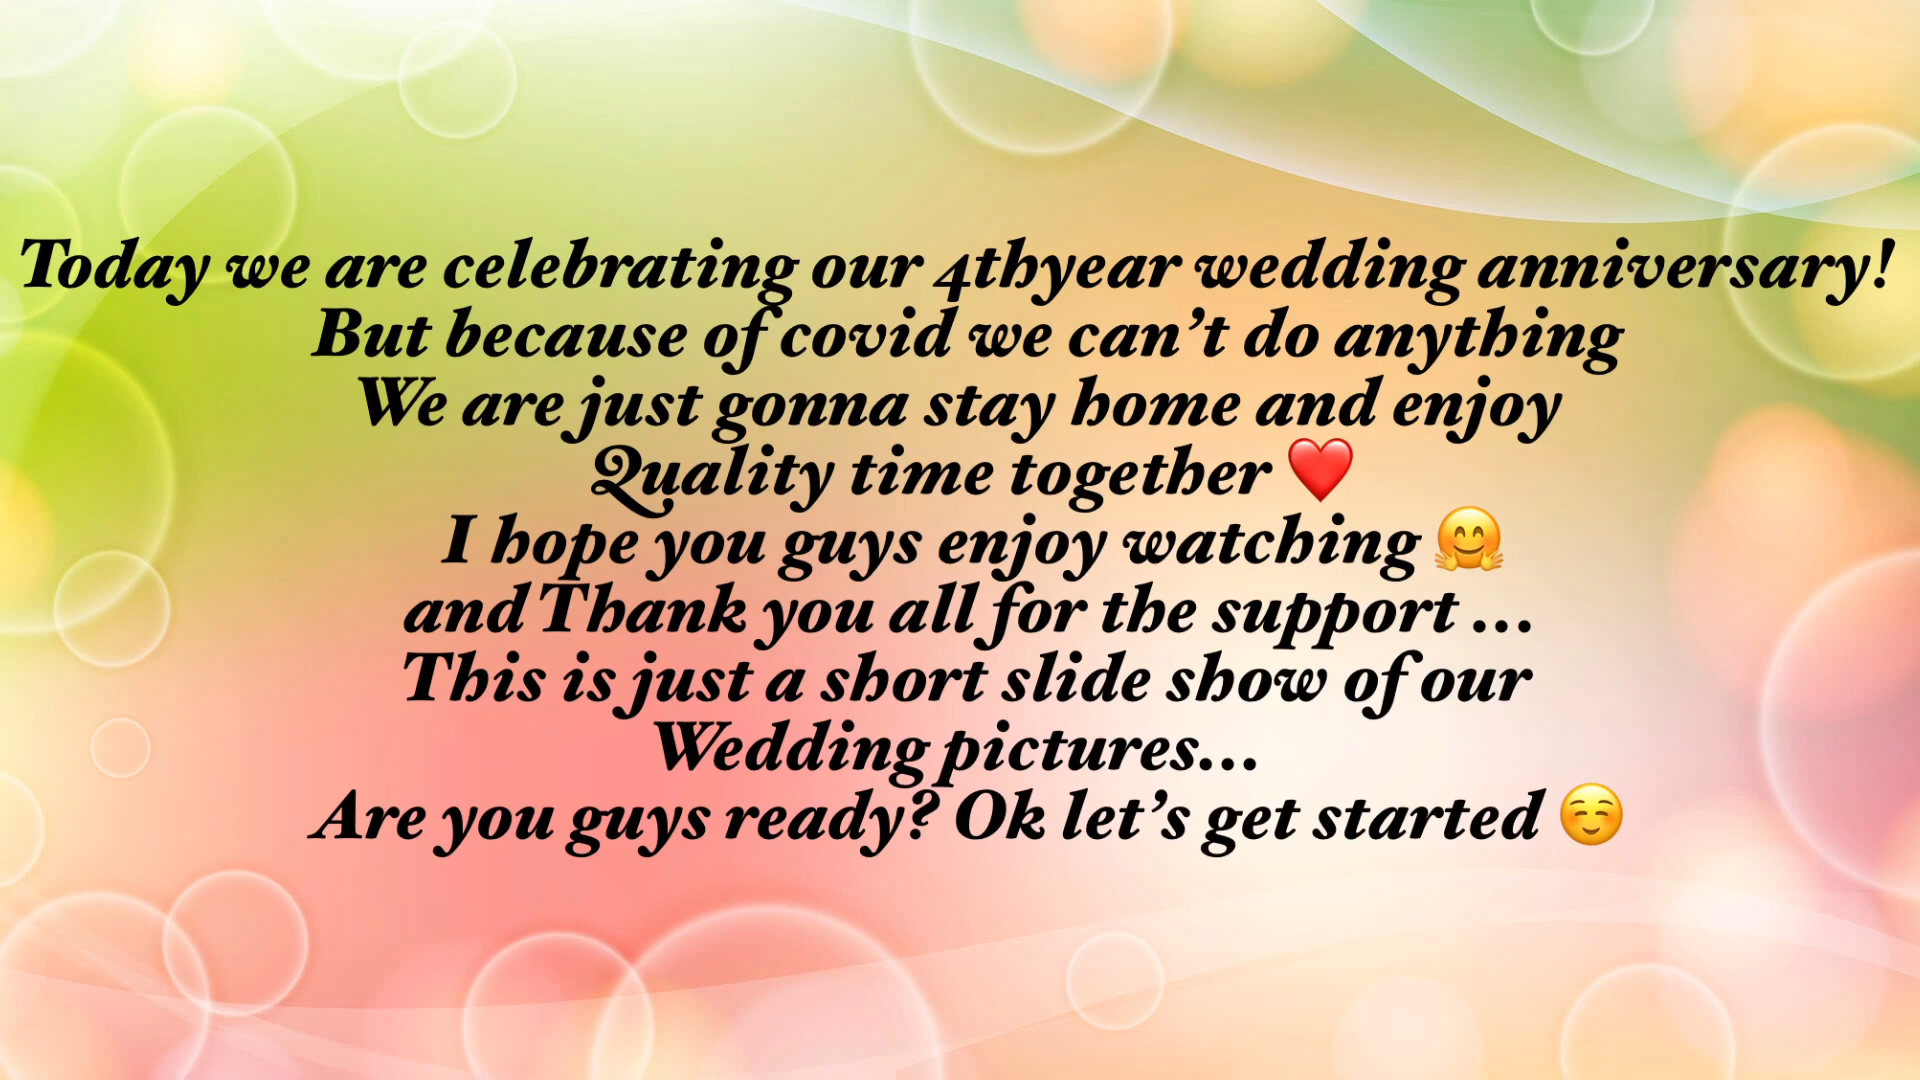 Today we are celebrating our 4thyear wedding anniversary!
But because of covid we can’t do anything
We are just gonna stay home and enjoy
Quality time together ❤️
I hope you guys enjoy watching 🤗
and Thank you all for the support ...
This is just a short slide show of our
Wedding pictures...
Are you guys ready? Ok let’s get started ☺️